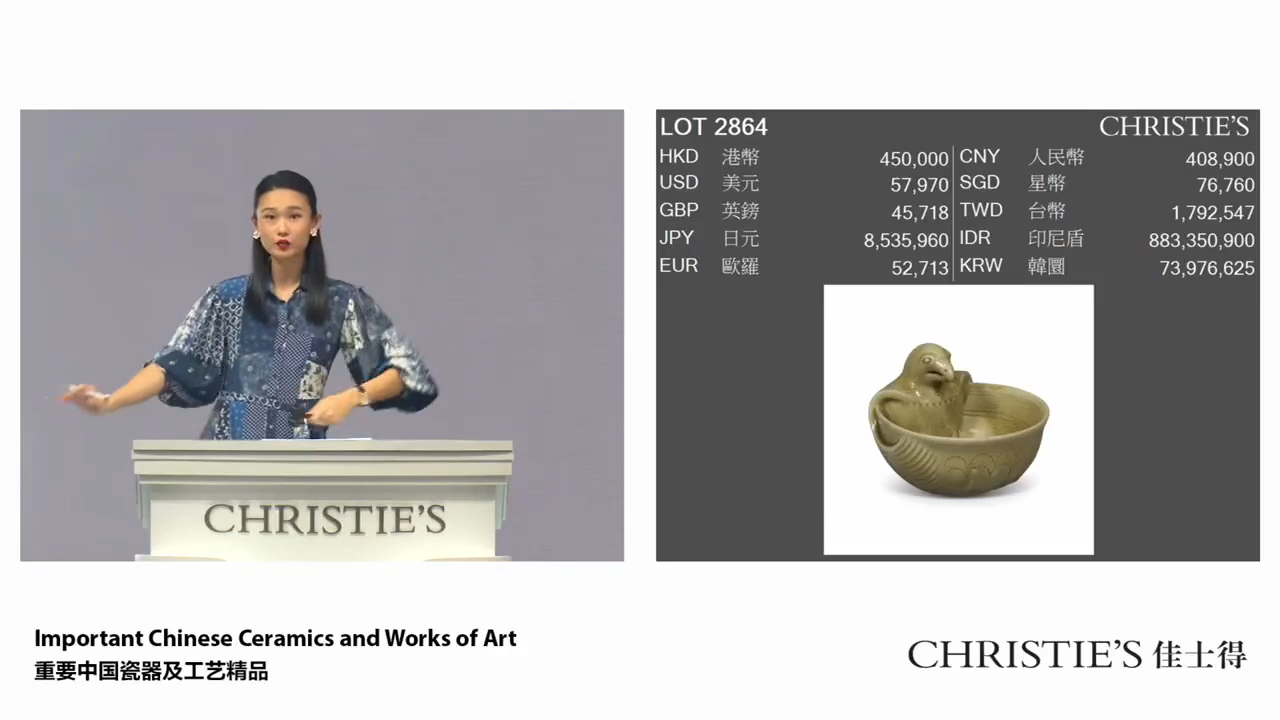 LOT 2864
CHRISTIE'S
HKD 港幣 450,000 CNY 人民幣 408,900
USD 美元 57,970 SGD 星幣 76,760
GBP 英鎊 45,718 TWD 台幣 1,792,547
JPY 日元 8,535,960 IDR 印尼盾 883,350,900
EUR 歐羅 52,713 KRW 韓圜 73,976,625
CHRISTIE'S
Important Chinese Ceramics and Works of Art
重要中国瓷器及工艺精品
CHRISTIE'S 佳士得